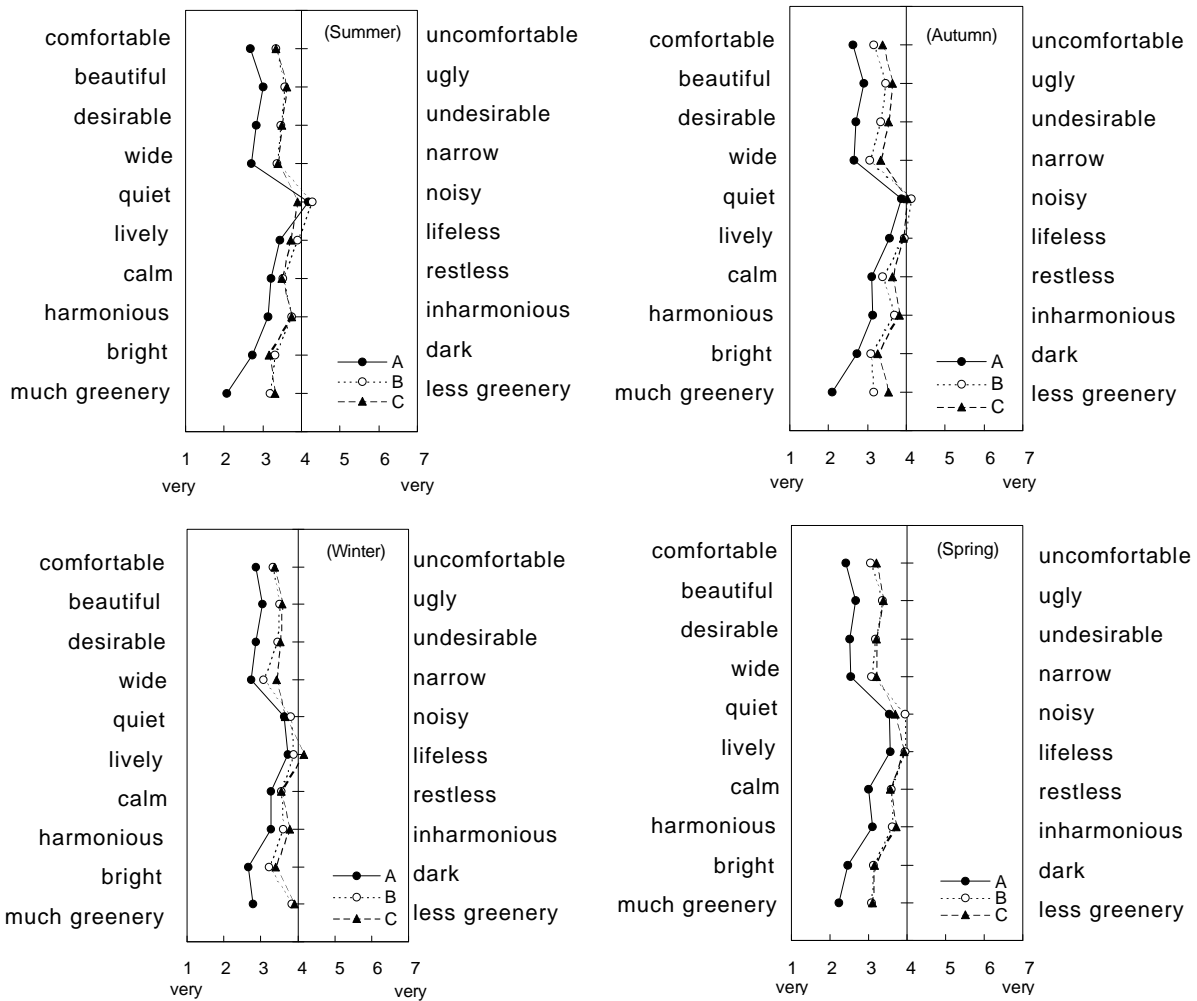 (Summer)
comfortable uncomfortable
beautiful ugly
desirable undesirable
wide narrow
quiet noisy
lively lifeless
calm restless
harmonious inharmonious
bright dark
much greenery less greenery
A
B
C
1 2 3 4 5 6 7
very very
(Autumn)
comfortable uncomfortable
beautiful ugly
desirable undesirable
wide narrow
quiet noisy
lively lifeless
calm restless
harmonious inharmonious
bright dark
much greenery less greenery
A
B
C
1 2 3 4 5 6 7
very very
(Winter)
comfortable uncomfortable
beautiful ugly
desirable undesirable
wide narrow
quiet noisy
lively lifeless
calm restless
harmonious inharmonious
bright dark
much greenery less greenery
A
B
C
1 2 3 4 5 6 7
very very
(Spring)
comfortable uncomfortable
beautiful ugly
desirable undesirable
wide narrow
quiet noisy
lively lifeless
calm restless
harmonious inharmonious
bright dark
much greenery less greenery
A
B
C
1 2 3 4 5 6 7
very very